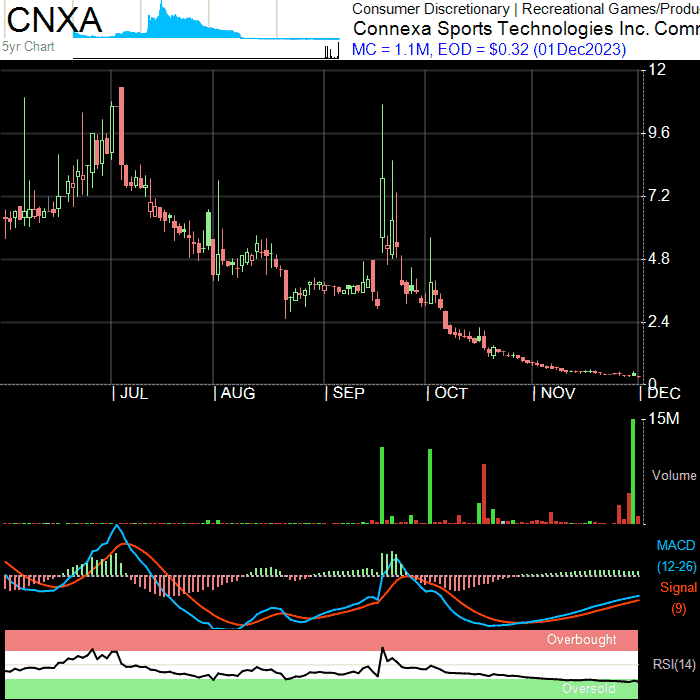 CNXA
5yr Chart
Consumer Discretionary | Recreational Games/Produ
Connexa Sports Technologies Inc. Comr
MC = 1.1M, EOD = $0.32 (01Dec2023)
12
9.6
7.2
4.8
2.4
0
JUL AUG SEP OCT NOV DEC
15M
Volume
MACD
(12-26)
Signal
(9)
Overbought
RSI(14)
Oversold